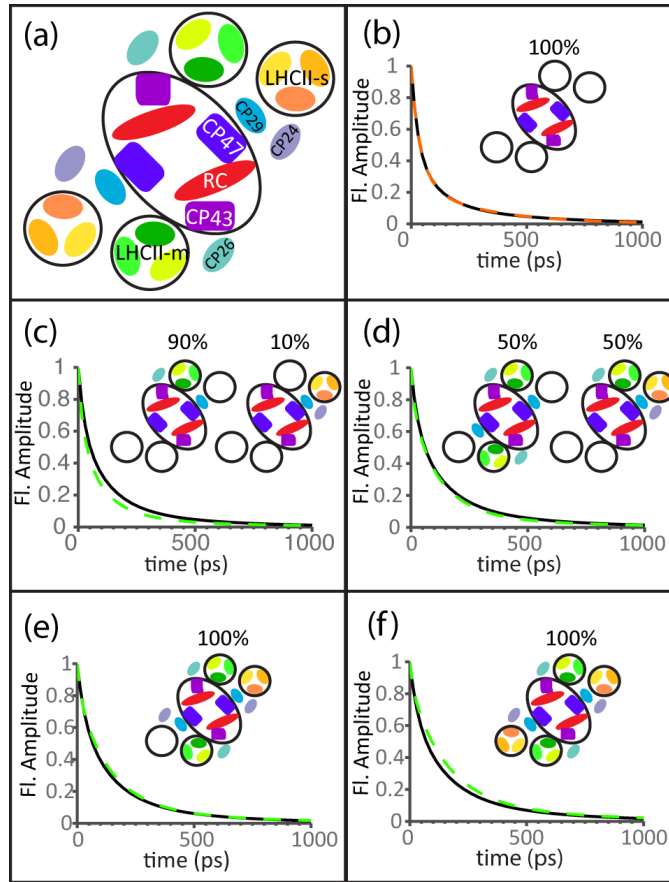 (a)
LHCII-s
CP29
CP24
CP47
RC
CP43
LHCII-m
CP26
(b)
100%
Fl. Amplitude
1
0.8
0.6
0.4
0.2
0
0 500 1000
time (ps)
(c)
90% 10%
Fl. Amplitude
1
0.8
0.6
0.4
0.2
0
0 500 1000
time (ps)
(d)
50% 50%
Fl. Amplitude
1
0.8
0.6
0.4
0.2
0
0 500 1000
time (ps)
(e)
100%
Fl. Amplitude
1
0.8
0.6
0.4
0.2
0
0 500 1000
time (ps)
(f)
100%
Fl. Amplitude
1
0.8
0.6
0.4
0.2
0
0 500 1000
time (ps)